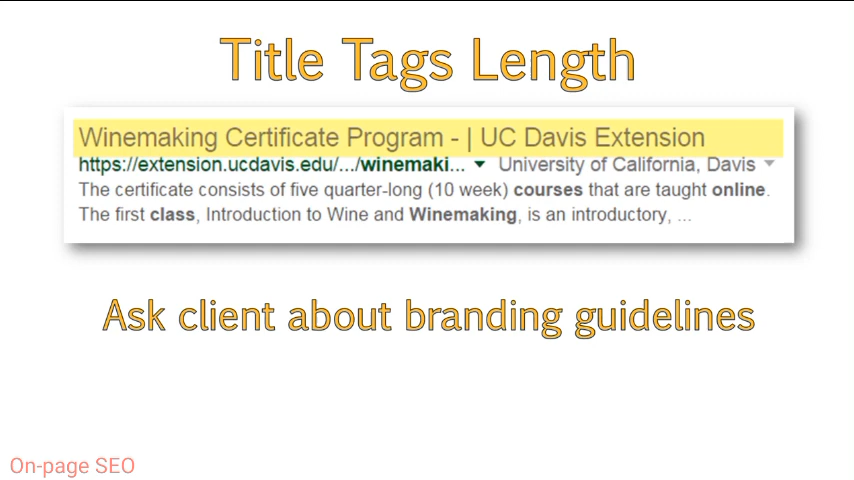 Title Tags Length
Winemaking Certificate Program - | UC Davis Extension
https://extension.ucdavis.edu/.../winemaki... University of California, Davis
The certificate consists of five quarter-long (10 week) courses that are taught online.
The first class, Introduction to Wine and Winemaking, is an introductory, ...
Ask client about branding guidelines
On-page SEO